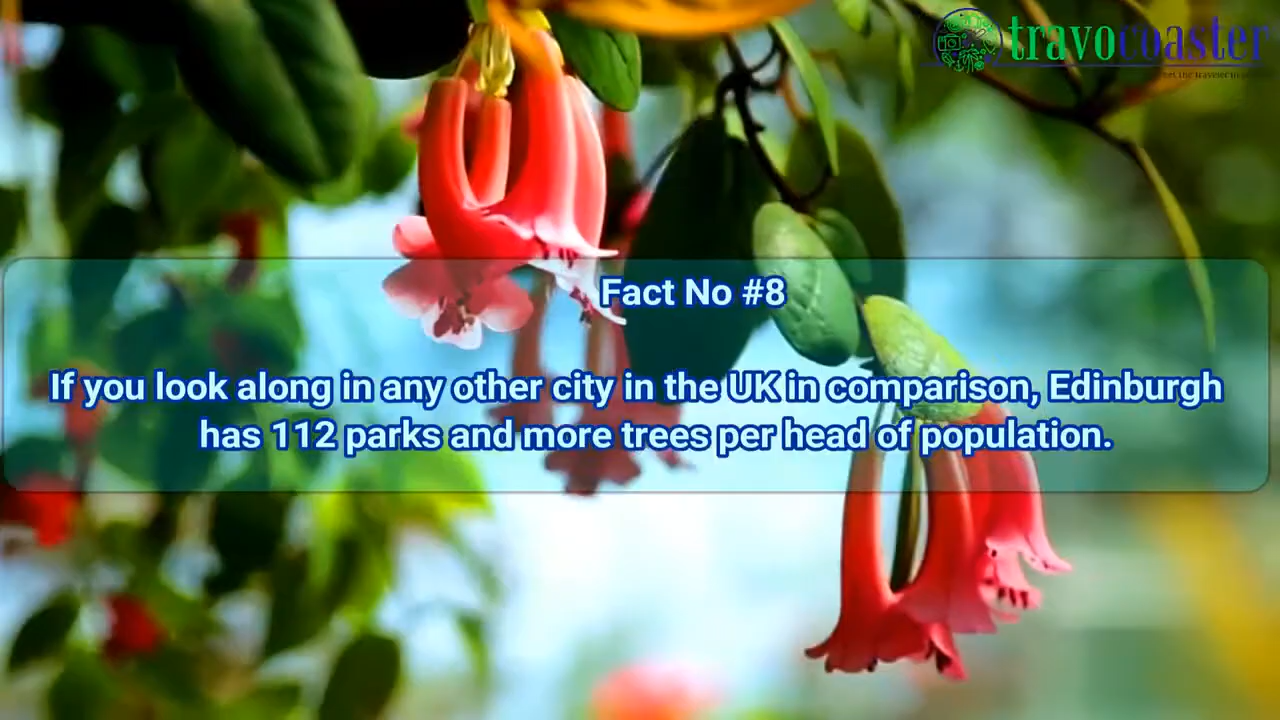 travocoaster
Fact No #8
If you look along in any other city in the UK in comparison, Edinburgh
has 112 parks and more trees per head of population.